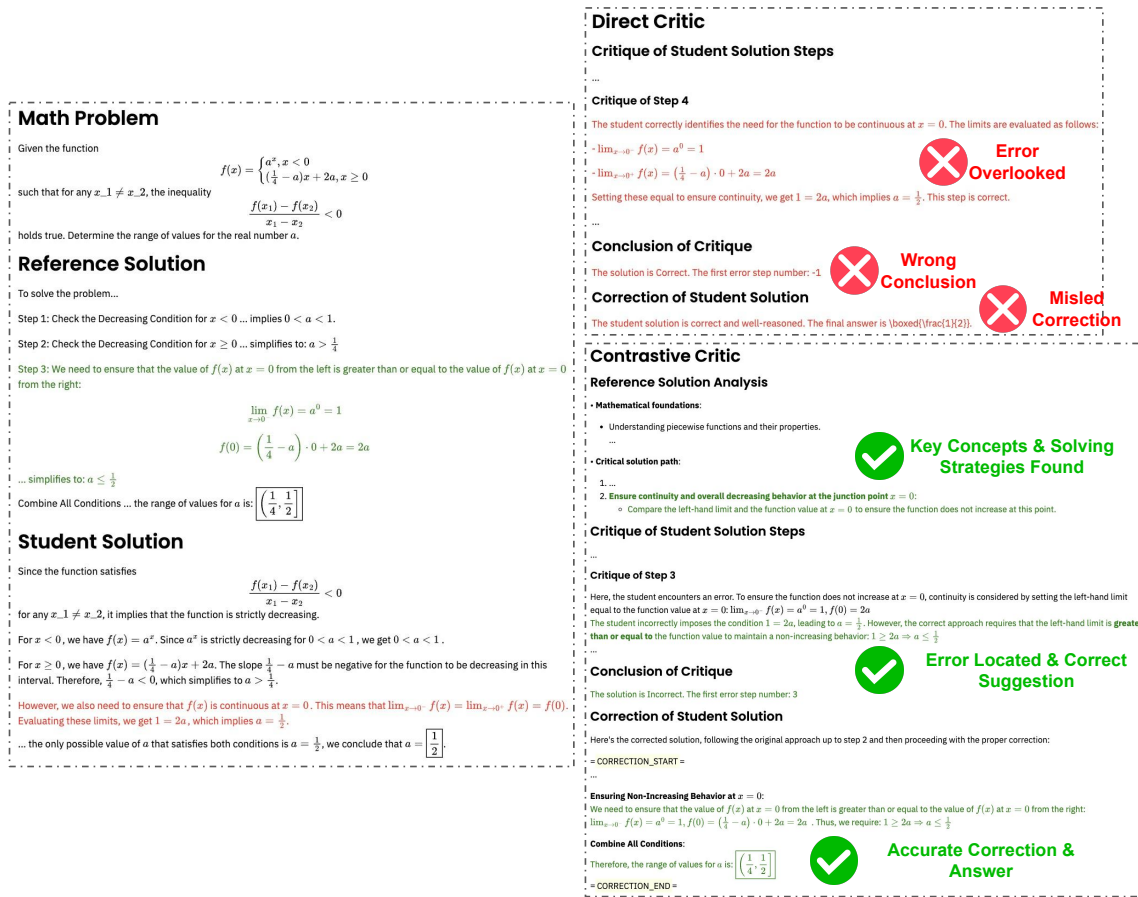 Math Problem
Given the function
f(x) = { a^x, x < 0
(1/4 − a)x + 2a, x ≥ 0
such that for any x_1 ≠ x_2, the inequality
f(x₁) − f(x₂) / x₁ − x₂ < 0
holds true. Determine the range of values for the real number a.
Reference Solution
To solve the problem...
Step 1: Check the Decreasing Condition for x < 0 ... implies 0 < a < 1.
Step 2: Check the Decreasing Condition for x ≥ 0 ... simplifies to: a > 1/4
Step 3: We need to ensure that the value of f(x) at x = 0 from the left is greater than or equal to the value of f(x) at x = 0
from the right:
lim x→0⁻ f(x) = a⁰ = 1
f(0) = (1/4 − a) · 0 + 2a = 2a
... simplifies to: a ≤ 1/2
Combine All Conditions ... the range of values for a is: (1/4, 1/2]
Student Solution
Since the function satisfies
f(x₁) − f(x₂) / x₁ − x₂ < 0
for any x_1 ≠ x_2, it implies that the function is strictly decreasing.
For x < 0, we have f(x) = a^x. Since a^x is strictly decreasing for 0 < a < 1, we get 0 < a < 1.
For x ≥ 0, we have f(x) = (1/4 − a)x + 2a. The slope 1/4 − a must be negative for the function to be decreasing in this
interval. Therefore, 1/4 − a < 0, which simplifies to a > 1/4.
However, we also need to ensure that f(x) is continuous at x = 0. This means that lim x→0⁻ f(x) = lim x→0⁺ f(x) = f(0).
Evaluating these limits, we get 1 = 2a, which implies a = 1/2.
... the only possible value of a that satisfies both conditions is a = 1/2, we conclude that a = 1/2.
Direct Critic
Critique of Student Solution Steps
...
Critique of Step 4
The student correctly identifies the need for the function to be continuous at x = 0. The limits are evaluated as follows:
- lim x→0⁻ f(x) = a⁰ = 1
- lim x→0⁺ f(x) = (1/4 − a) · 0 + 2a = 2a
Error
Overlooked
Setting these equal to ensure continuity, we get 1 = 2a, which implies a = 1/2. This step is correct.
...
Conclusion of Critique
The solution is Correct. The first error step number: -1
Wrong
Conclusion
Correction of Student Solution
The student solution is correct and well-reasoned. The final answer is \boxed{\frac{1}{2}}.
Misled
Correction
Contrastive Critic
Reference Solution Analysis
• Mathematical foundations:
• Understanding piecewise functions and their properties.
...
• Critical solution path:
Key Concepts & Solving
Strategies Found
1. ...
2. Ensure continuity and overall decreasing behavior at the junction point x = 0:
◦ Compare the left-hand limit and the function value at x = 0 to ensure the function does not increase at this point.
Critique of Student Solution Steps
...
Critique of Step 3
Here, the student encounters an error. To ensure the function does not increase at x = 0, continuity is considered by setting the left-hand limit
equal to the function value at x = 0: lim x→0⁻ f(x) = a⁰ = 1, f(0) = 2a
The student incorrectly imposes the condition 1 = 2a, leading to a = 1/2. However, the correct approach requires that the left-hand limit is greate
than or equal to the function value to maintain a non-increasing behavior: 1 ≥ 2a ⇒ a ≤ 1/2
...
Error Located & Correct
Suggestion
Conclusion of Critique
The solution is Incorrect. The first error step number: 3
Correction of Student Solution
Here's the corrected solution, following the original approach up to step 2 and then proceeding with the proper correction:
= CORRECTION_START =
...
Ensuring Non-Increasing Behavior at x = 0:
We need to ensure that the value of f(x) at x = 0 from the left is greater than or equal to the value of f(x) at x = 0 from the right:
lim x→0⁻ f(x) = a⁰ = 1, f(0) = (1/4 − a) · 0 + 2a = 2a . Thus, we require: 1 ≥ 2a ⇒ a ≤ 1/2
Combine All Conditions:
Therefore, the range of values for a is: (1/4, 1/2]
Accurate Correction &
Answer
= CORRECTION_END =